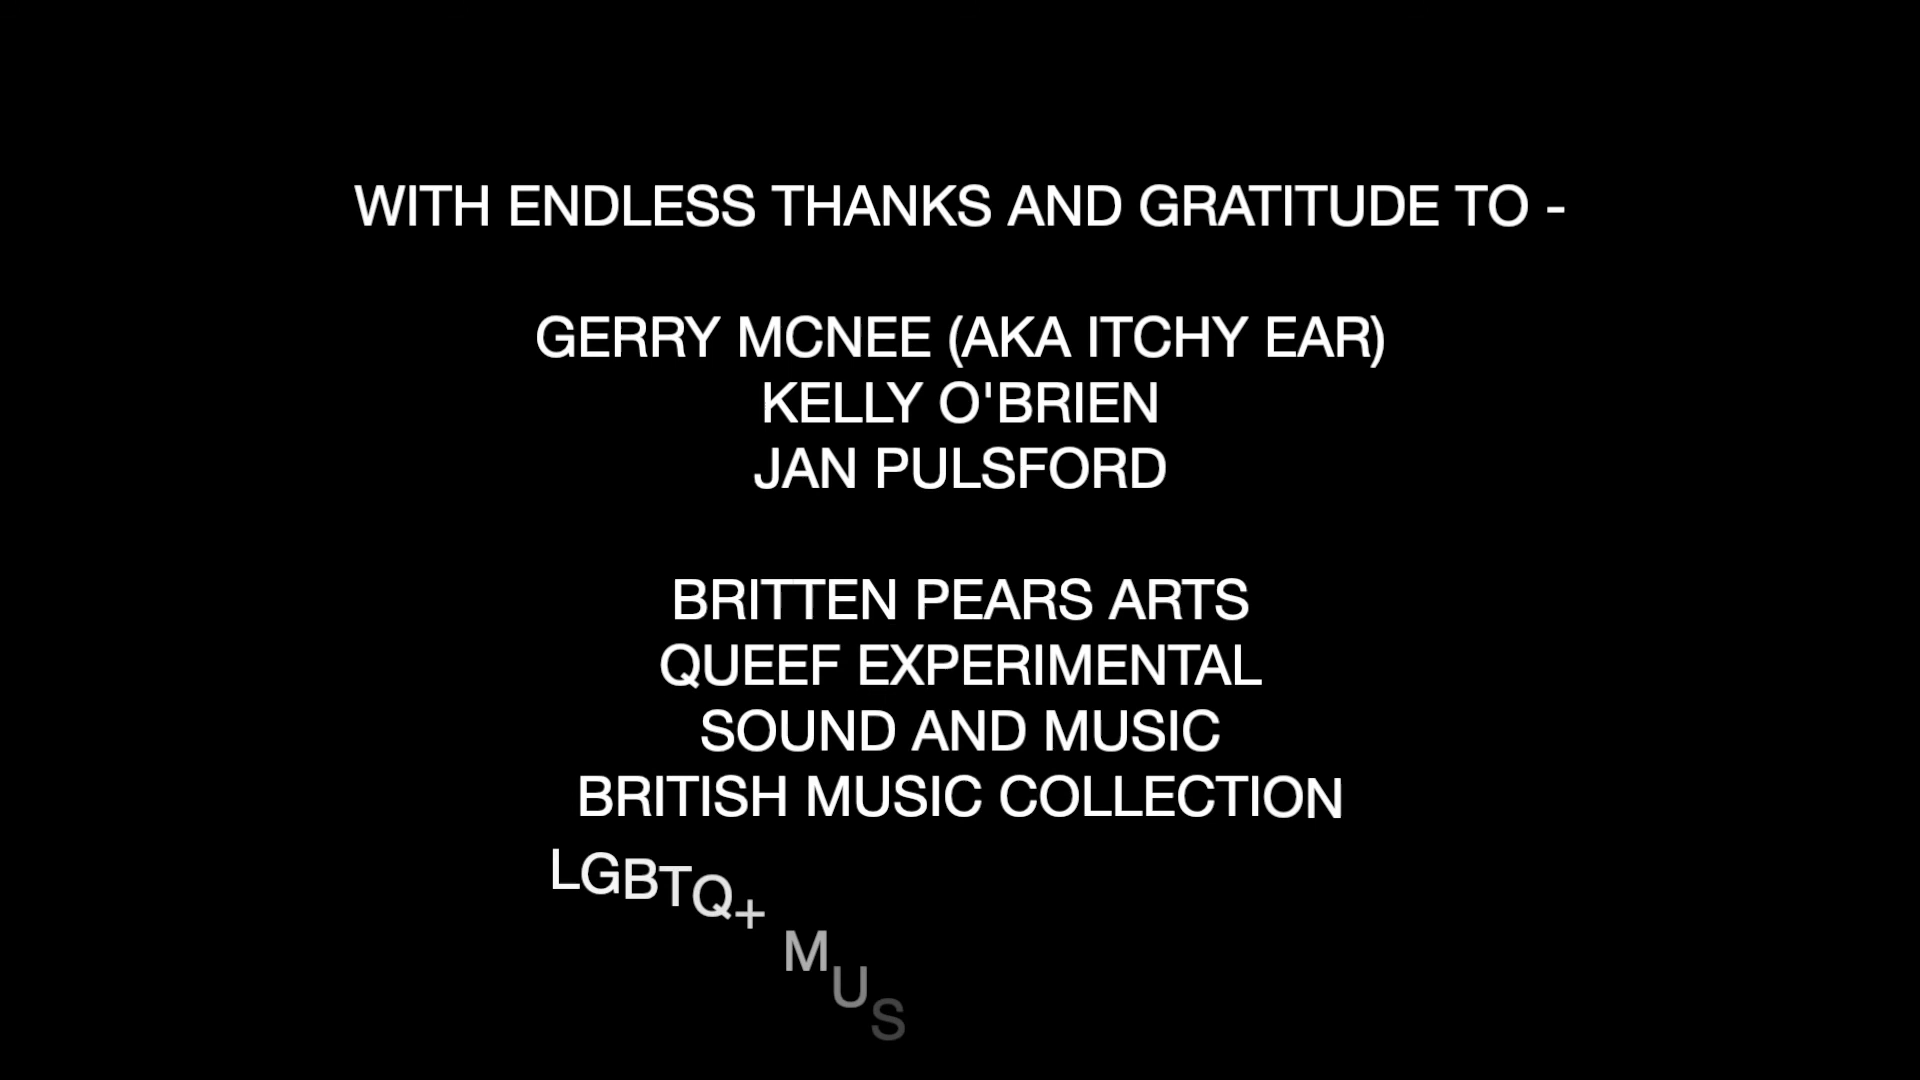 WITH ENDLESS THANKS AND GRATITUDE TO -
GERRY MCNEE (AKA ITCHY EAR)
KELLY O'BRIEN
JAN PULSFORD
BRITTEN PEARS ARTS
QUEEF EXPERIMENTAL
SOUND AND MUSIC
BRITISH MUSIC COLLECTION
LGBTQ+ MUS